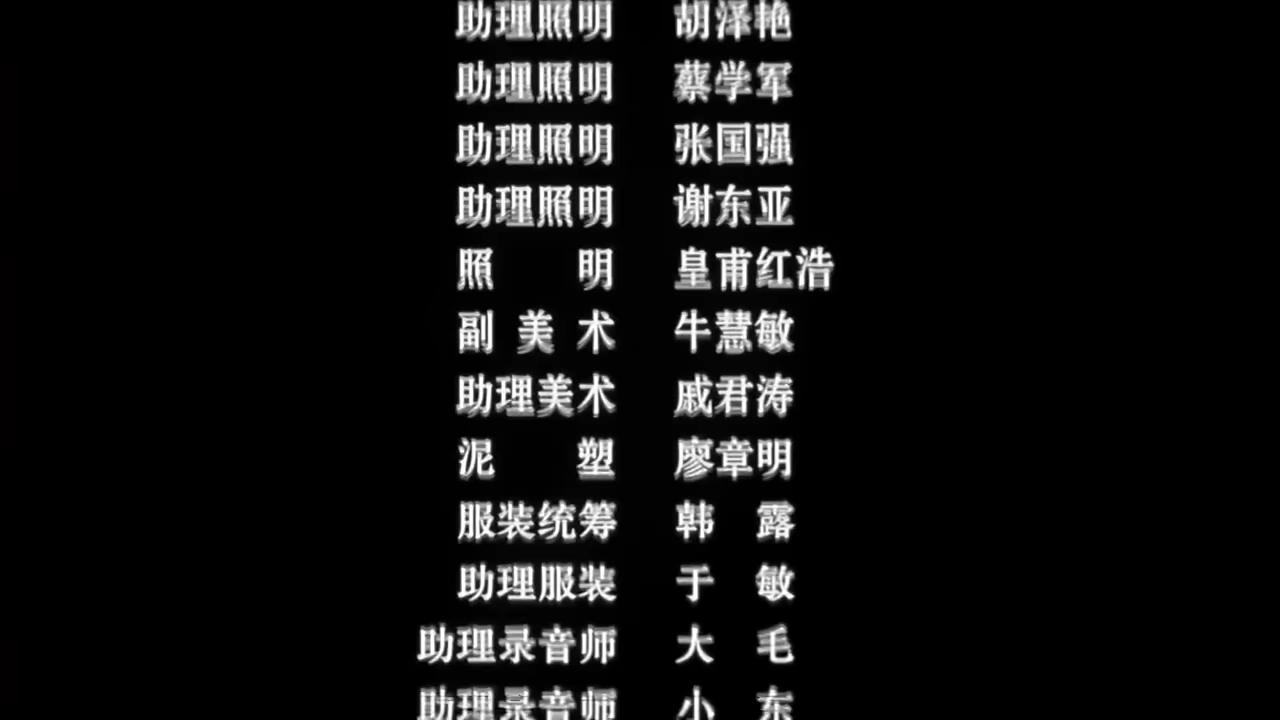 助理照明 胡泽艳
助理照明 蔡学军
助理照明 张国强
助理照明 谢东亚
照明 皇甫红浩
副美术 牛慧敏
助理美术 戚君涛
泥塑 廖章明
服装统筹 韩露
助理服装 于敏
助理录音师 大毛
助理录音师 小东